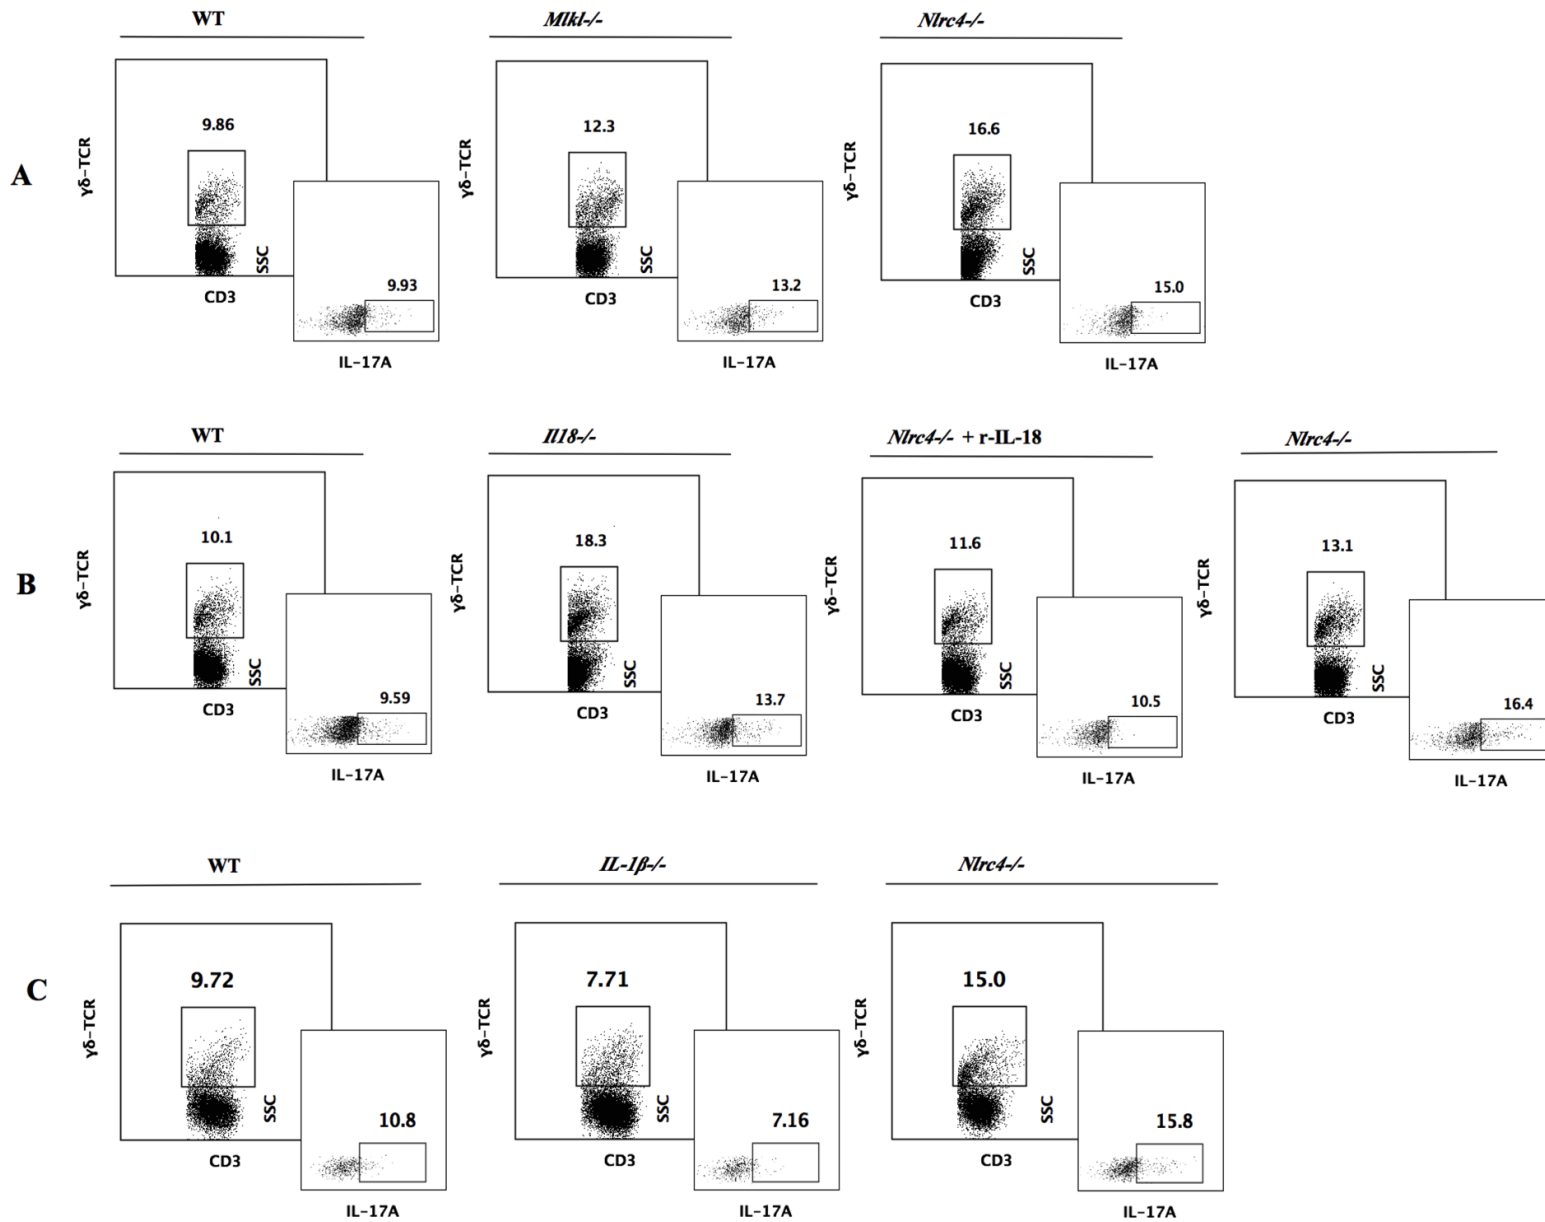 WT Mlkl-/- Nlrc4-/-
A
9.86 12.3 16.6
γδ-TCR γδ-TCR γδ-TCR
SSC SSC SSC
9.93 13.2 15.0
CD3 CD3 CD3
IL-17A IL-17A IL-17A
WT Il18-/- Nlrc4-/- + r-IL-18 Nlrc4-/-
B
10.1 18.3 11.6 13.1
γδ-TCR γδ-TCR γδ-TCR γδ-TCR
SSC SSC SSC SSC
9.59 13.7 10.5 16.4
CD3 CD3 CD3 CD3
IL-17A IL-17A IL-17A IL-17A
WT IL-1β-/- Nlrc4-/-
C
9.72 7.71 15.0
γδ-TCR γδ-TCR γδ-TCR
SSC SSC SSC
10.8 7.16 15.8
CD3 CD3 CD3
IL-17A IL-17A IL-17A